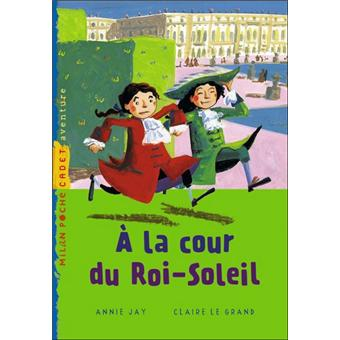 MILAN POCHE CADET aventure
À la cour
du Roi-Soleil
ANNIE JAY CLAIRE LE GRAND